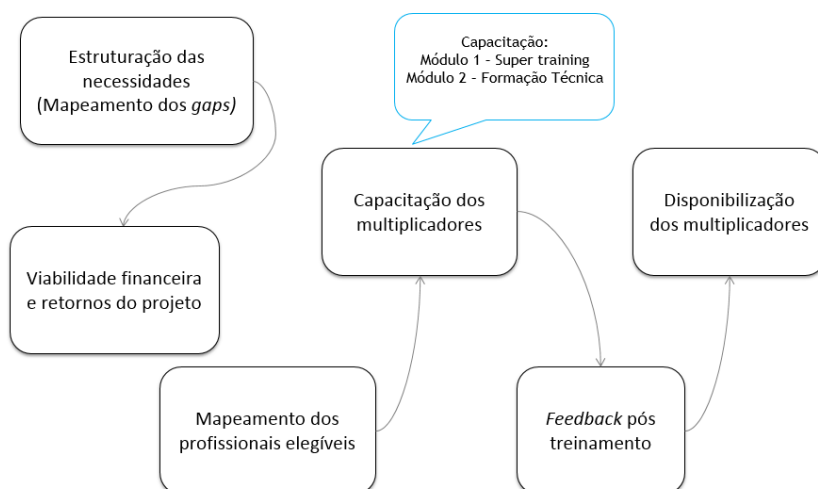 Estruturação das
necessidades
(Mapeamento dos gaps)
Viabilidade financeira
e retornos do projeto
Mapeamento dos
profissionais elegíveis
Capacitação:
Módulo 1 - Super training
Módulo 2 - Formação Técnica
Capacitação dos
multiplicadores
Feedback pós
treinamento
Disponibilização
dos multiplicadores